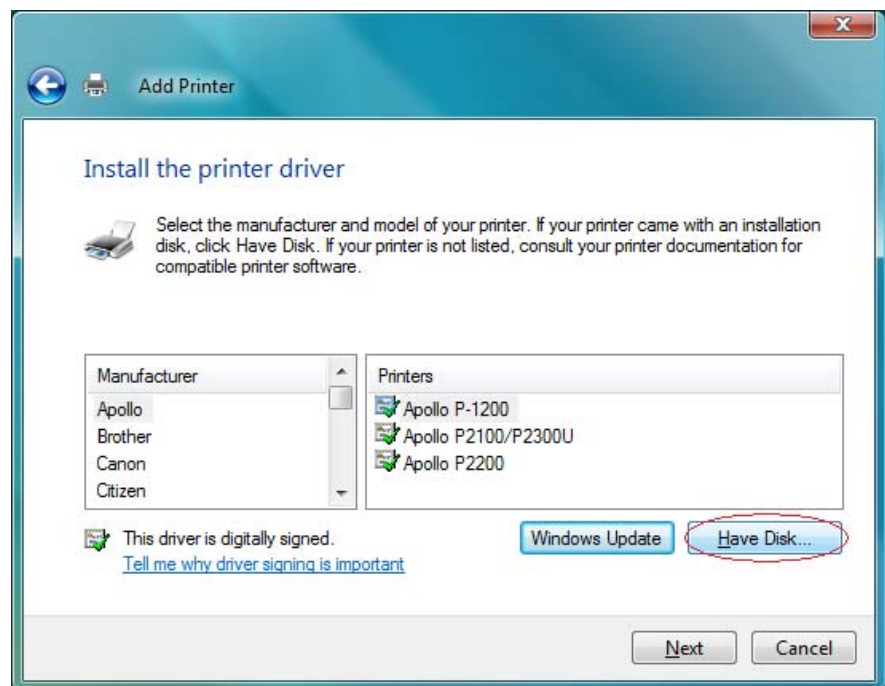 Add Printer
Install the printer driver
Select the manufacturer and model of your printer. If your printer came with an installation
disk, click Have Disk. If your printer is not listed, consult your printer documentation for
compatible printer software.
Manufacturer
Apollo
Brother
Canon
Citizen
Printers
Apollo P-1200
Apollo P2100/P2300U
Apollo P2200
This driver is digitally signed.
Tell me why driver signing is important
Windows Update
Have Disk...
Next
Cancel